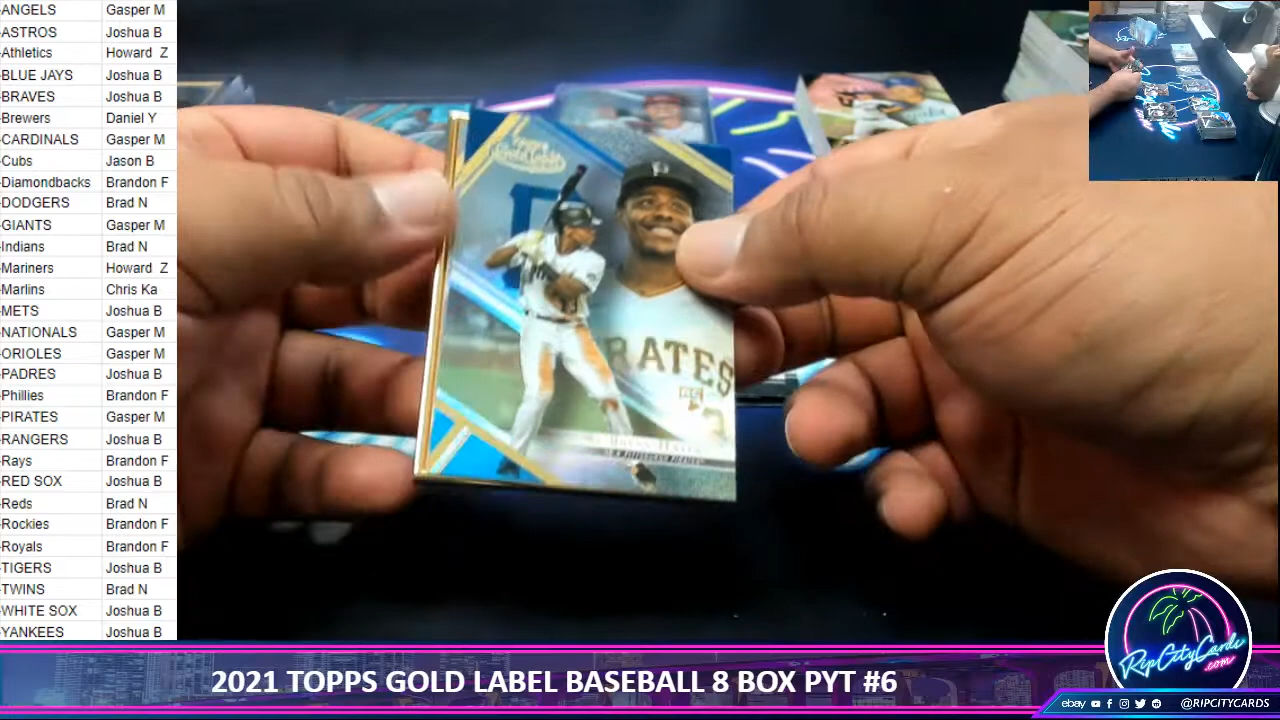 -ANGELS Gasper M
-ASTROS Joshua B
-Athletics Howard Z
-BLUE JAYS Joshua B
-BRAVES Joshua B
-Brewers Daniel Y
-CARDINALS Gasper M
-Cubs Jason B
-Diamondbacks Brandon F
-DODGERS Brad N
-GIANTS Gasper M
-Indians Brad N
-Mariners Howard Z
-Marlins Chris Ka
-METS Joshua B
-NATIONALS Gasper M
-ORIOLES Gasper M
-PADRES Joshua B
-Phillies Brandon F
-PIRATES Gasper M
-RANGERS Joshua B
-Rays Brandon F
-RED SOX Joshua B
-Reds Brad N
-Rockies Brandon F
-Royals Brandon F
-TIGERS Joshua B
-TWINS Brad N
-WHITE SOX Joshua B
-YANKEES Joshua B
P
RATES
RC
RipCityCards
.com
2021 TOPPS GOLD LABEL BASEBALL 8 BOX PYT #6
ebay @RIPCITYCARDS